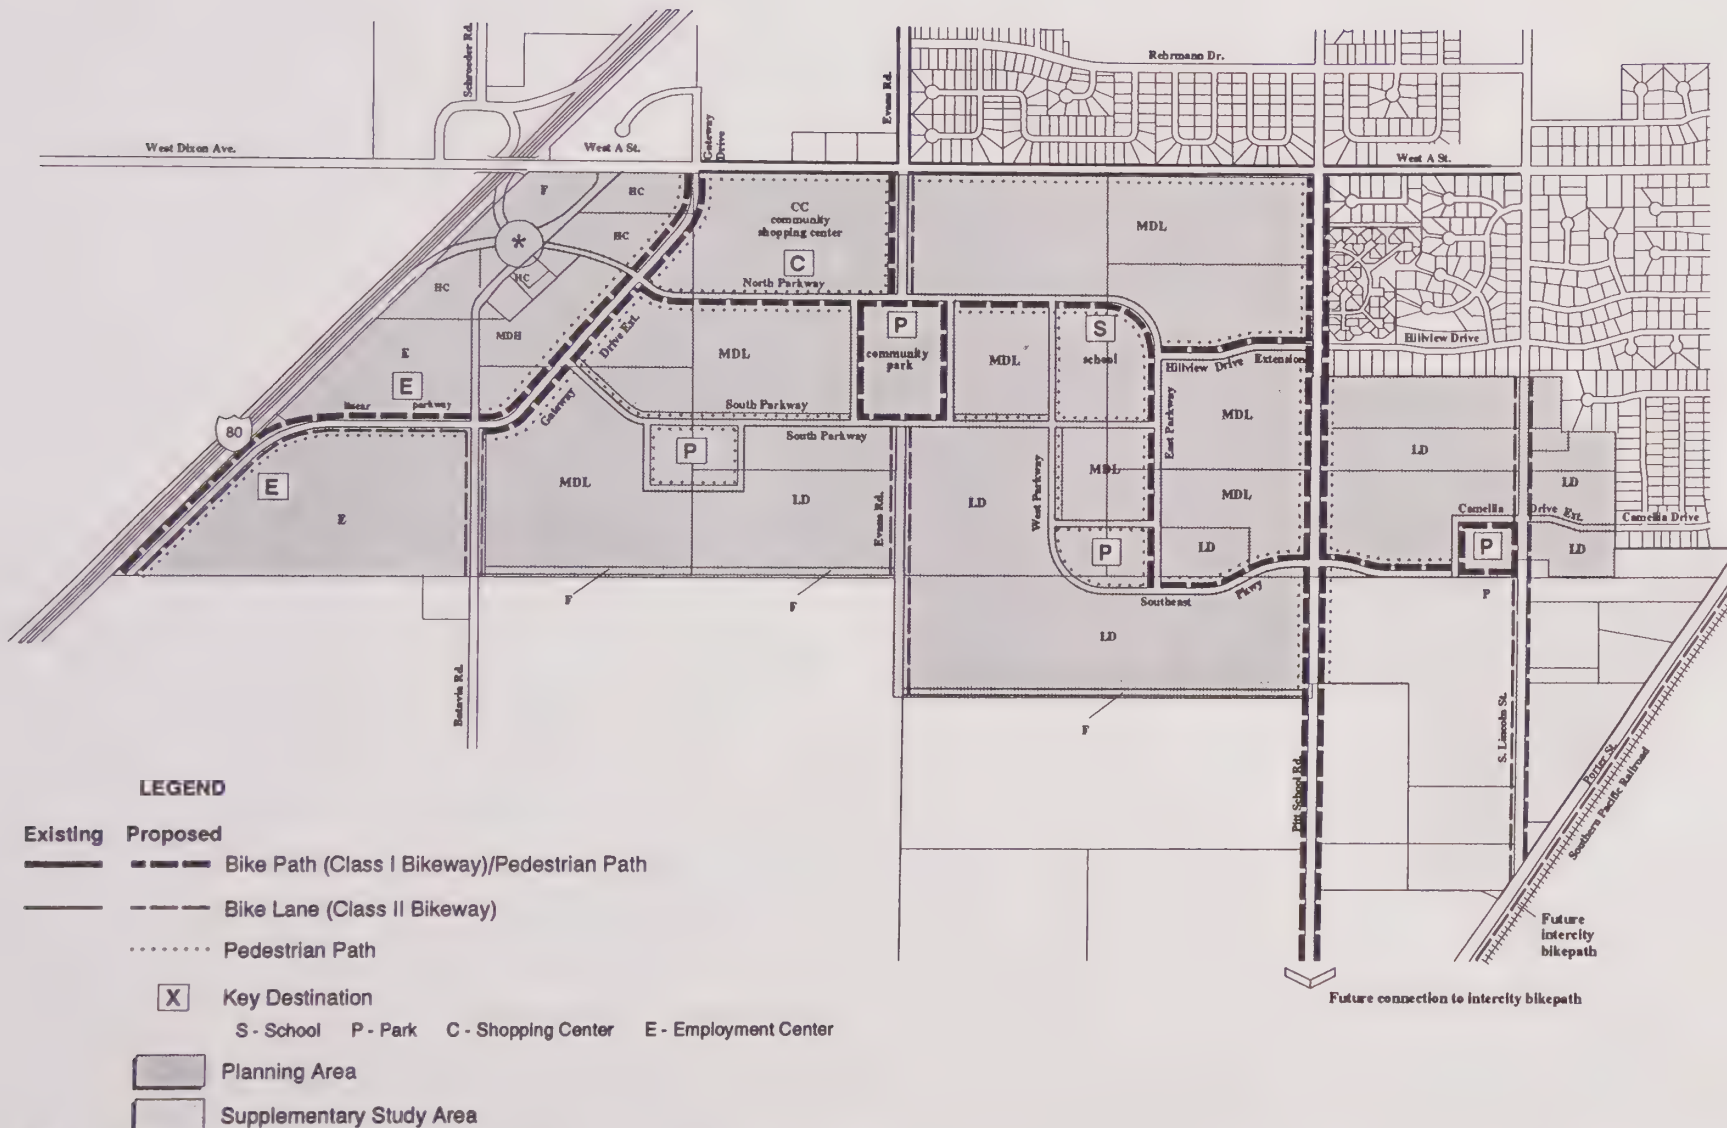 Schroeder Rd.
Rehrmann Dr.
Evans Rd.
Gateway
Drive
West Dixon Ave.
West A St.
West A St.
F
HC
CC
community
shopping center
MDL
HC
*
C
HC
North Parkway
HC
P
S
MDH
Drive Ext.
MDL
community
park
MDL
school
Hillview Drive
Extension
Hillview Drive
E
E
linear parkway
Gateway
South Parkway
South Parkway
East Parkway
MDL
80
P
LD
MDL
MDL
LD
E
LD
LD
West Parkway
MDL
Evans Rd.
Camellia Drive Ext.
Camellia Drive
E
P
LD
P
LD
F
F
Southeast Pkwy
P
LD
Batavia Rd.
F
S. Lincoln St.
Porter St.
Southern Pacific Railroad
Pitt School Rd.
LEGEND
Existing Proposed
Bike Path (Class I Bikeway)/Pedestrian Path
Bike Lane (Class II Bikeway)
Pedestrian Path
X Key Destination
S - School P - Park C - Shopping Center E - Employment Center
Planning Area
Supplementary Study Area
Future
intercity
bikepath
Future connection to intercity bikepath